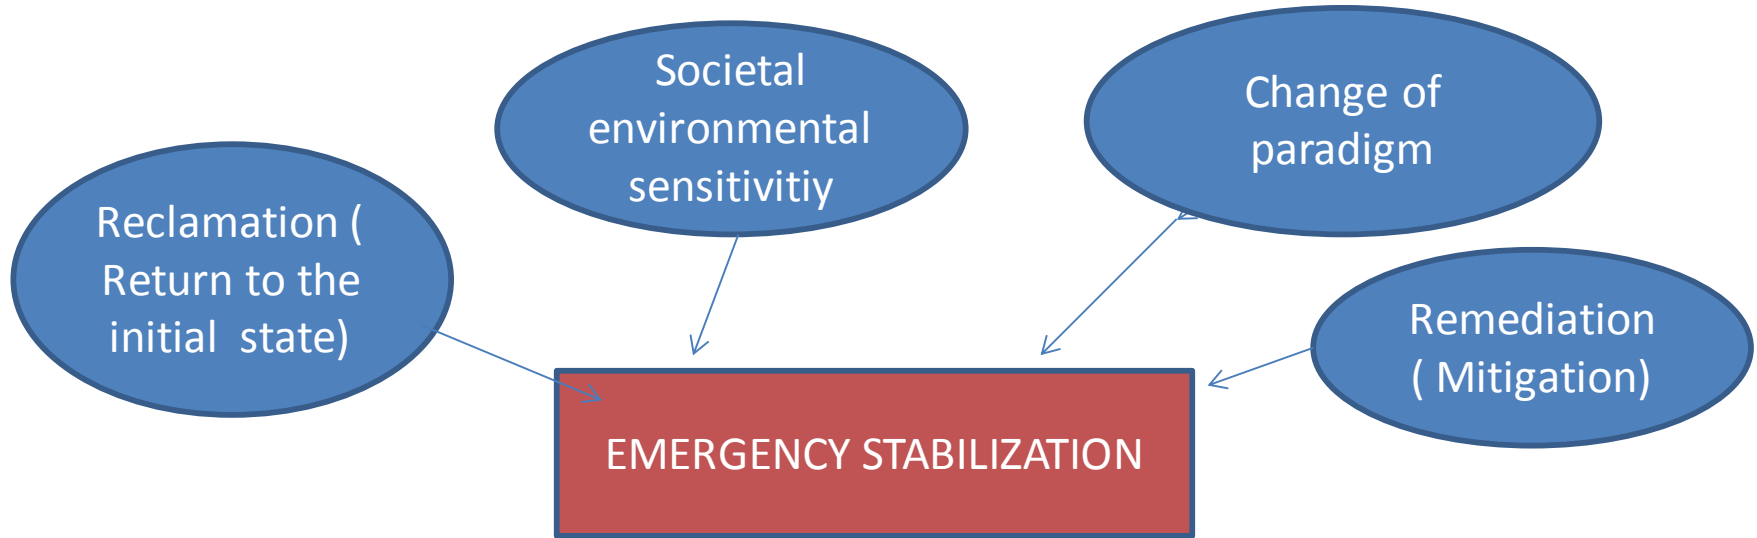 Societal
environmental
sensitivitiy
Change of
paradigm
Reclamation (
Return to the
initial state)
Remediation
( Mitigation)
EMERGENCY STABILIZATION